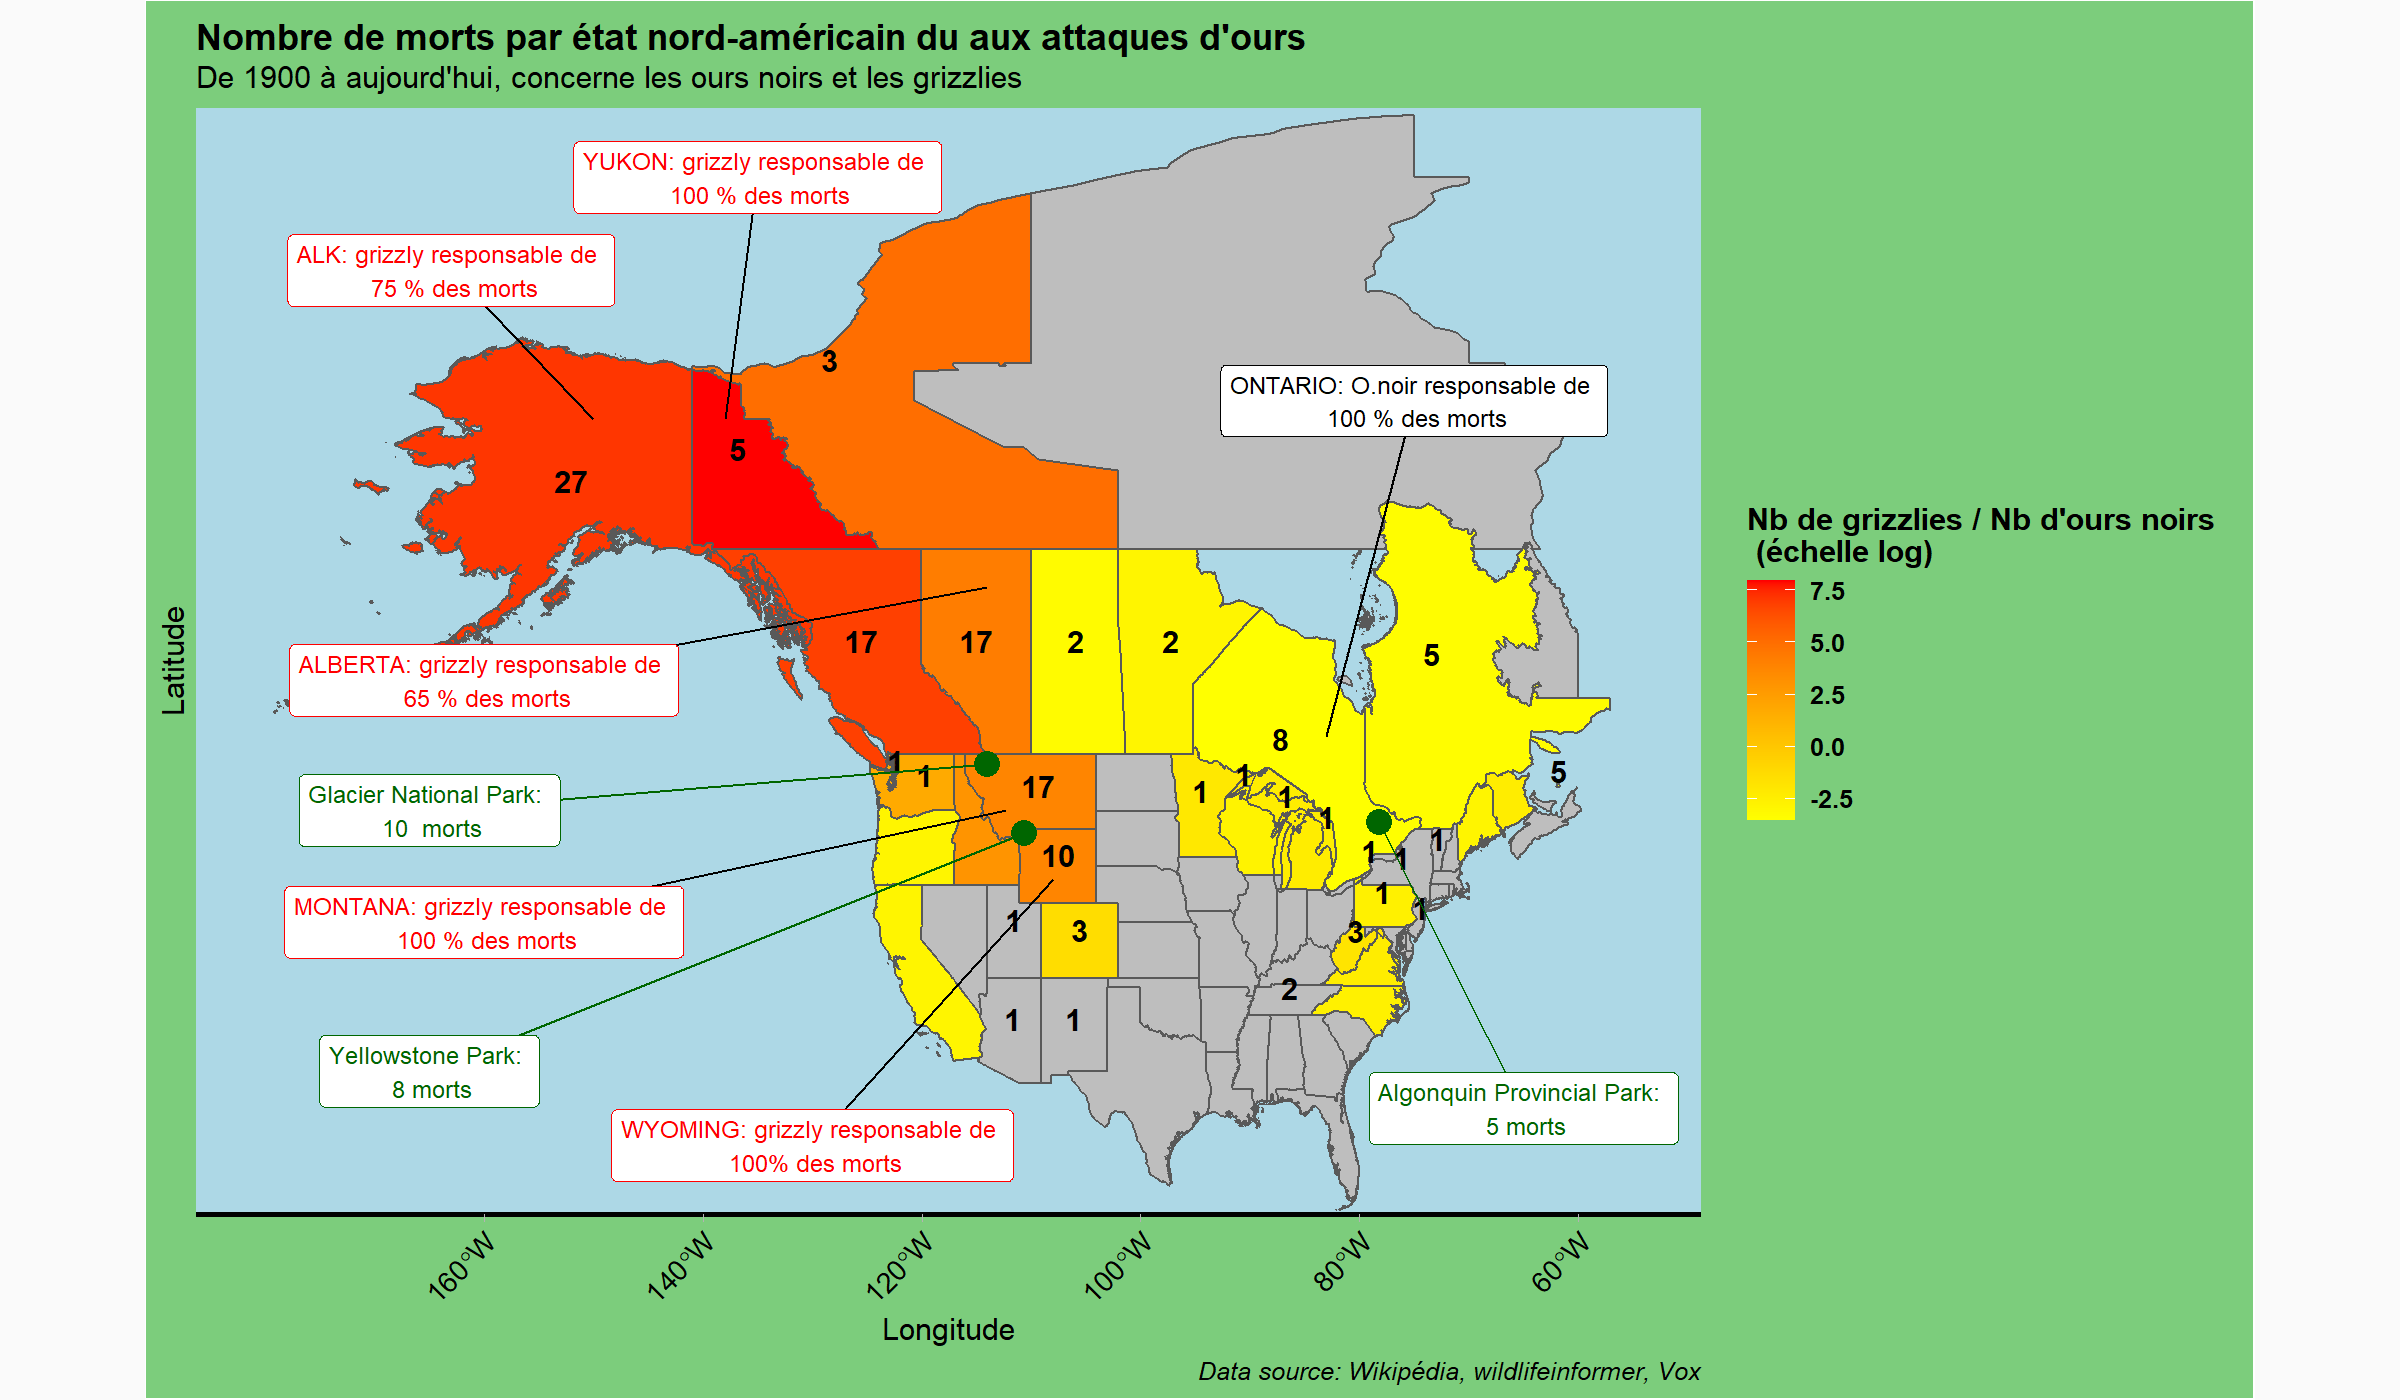 Nombre de morts par état nord-américain du aux attaques d'ours
De 1900 à aujourd'hui, concerne les ours noirs et les grizzlies
YUKON: grizzly responsable de
100 % des morts
ALK: grizzly responsable de
75 % des morts
3
ONTARIO: O.noir responsable de
100 % des morts
5
27
Nb de grizzlies / Nb d'ours noirs
(échelle log)
7.5
5.0
2.5
0.0
-2.5
Latitude
17
17
2
2
5
ALBERTA: grizzly responsable de
65 % des morts
8
1
1
17
1
1
1
1
5
Glacier National Park:
10  morts
10
1
1
1
1
MONTANA: grizzly responsable de
100 % des morts
1
3
1
3
2
1
1
Yellowstone Park:
8 morts
Algonquin Provincial Park:
5 morts
WYOMING: grizzly responsable de
100% des morts
160°W
140°W
120°W
100°W
80°W
60°W
Longitude
Data source: Wikipédia, wildlifeinformer, Vox